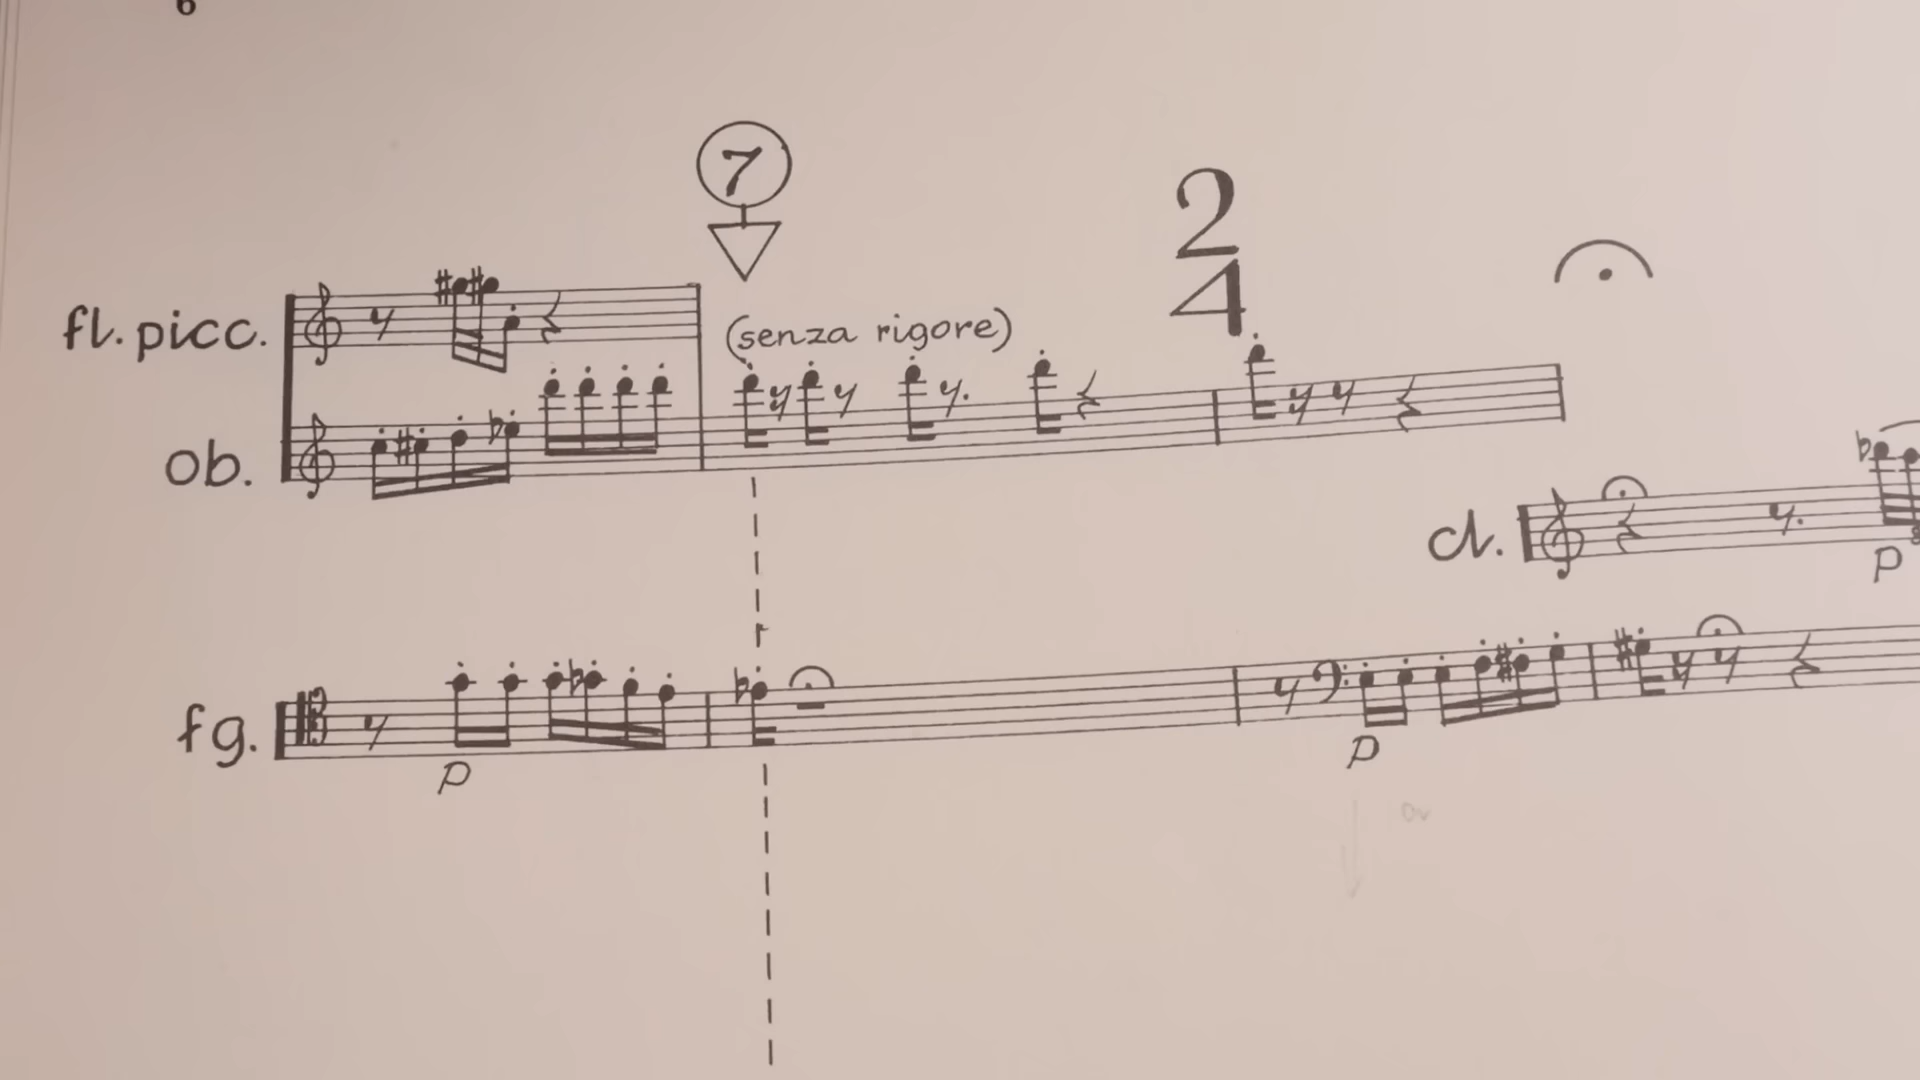 6
7
2
4
fl. picc.
(senza rigore)
ob.
cl.
p
fg.
p
p